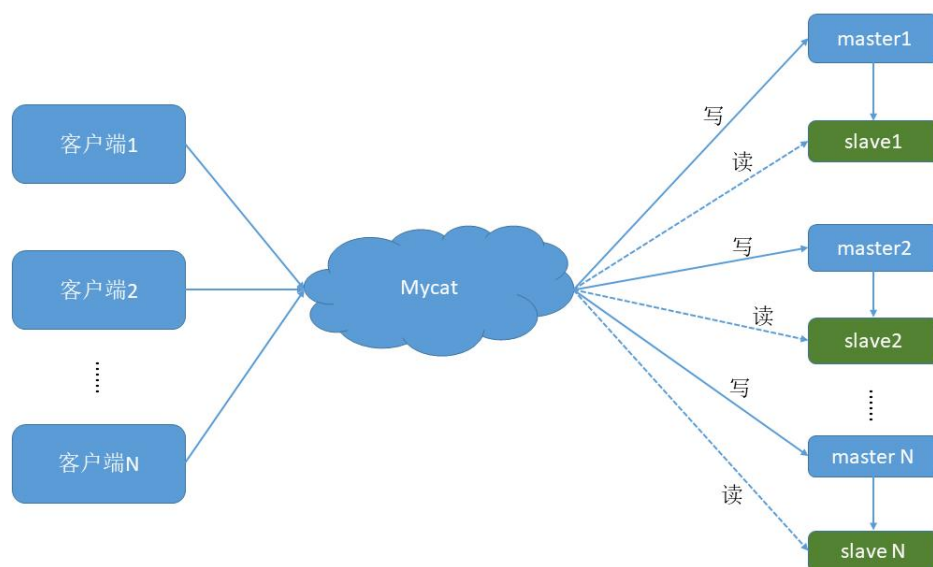 客户端1
客户端2
客户端N
Mycat
写
读
写
读
写
读
master1
slave1
master2
slave2
master N
slave N